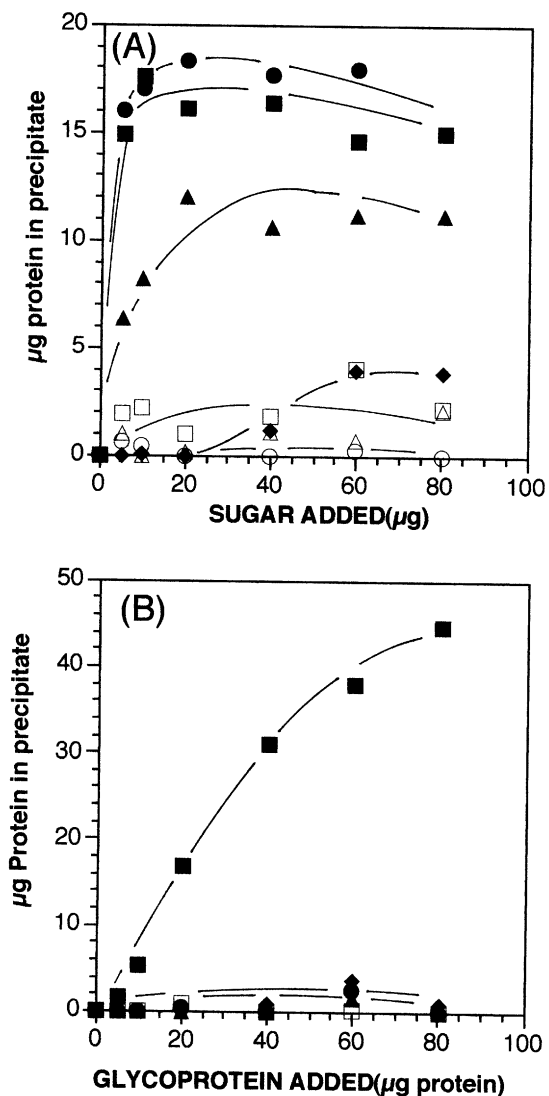 (A)
20
15
10
5
0
µg protein in precipitate
0 20 40 60 80 100
SUGAR ADDED(µg)
(B)
50
40
30
20
10
0
µg Protein in precipitate
0 20 40 60 80 100
GLYCOPROTEIN ADDED(µg protein)